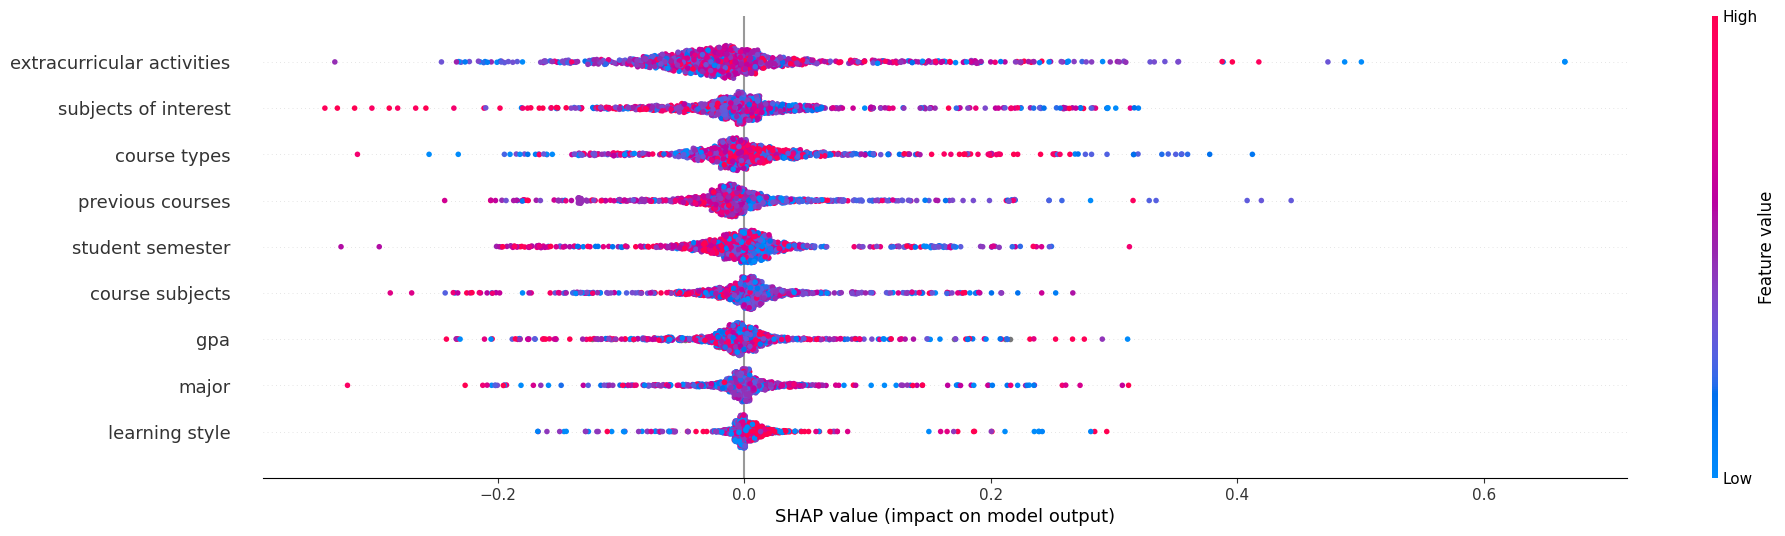 High
extracurricular activities
subjects of interest
course types
previous courses
student semester
course subjects
gpa
major
learning style
Feature value
Low
−0.2 0.0 0.2 0.4 0.6
SHAP value (impact on model output)